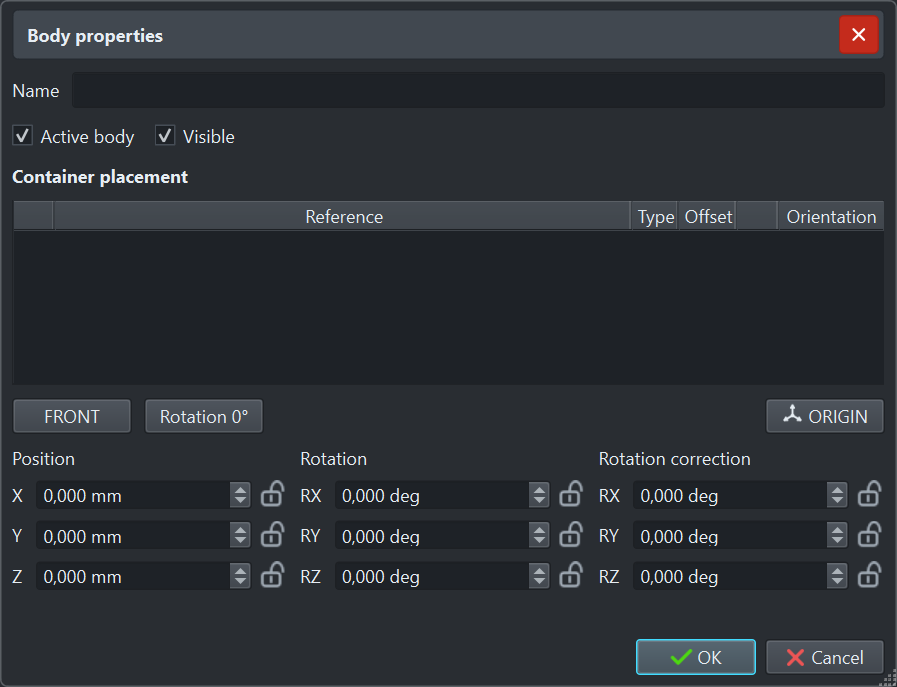 Body properties
Name
Active body Visible
Container placement
Reference Type Offset Orientation
FRONT Rotation 0° ORIGIN
Position Rotation Rotation correction
X 0,000 mm RX 0,000 deg RX 0,000 deg
Y 0,000 mm RY 0,000 deg RY 0,000 deg
Z 0,000 mm RZ 0,000 deg RZ 0,000 deg
OK Cancel